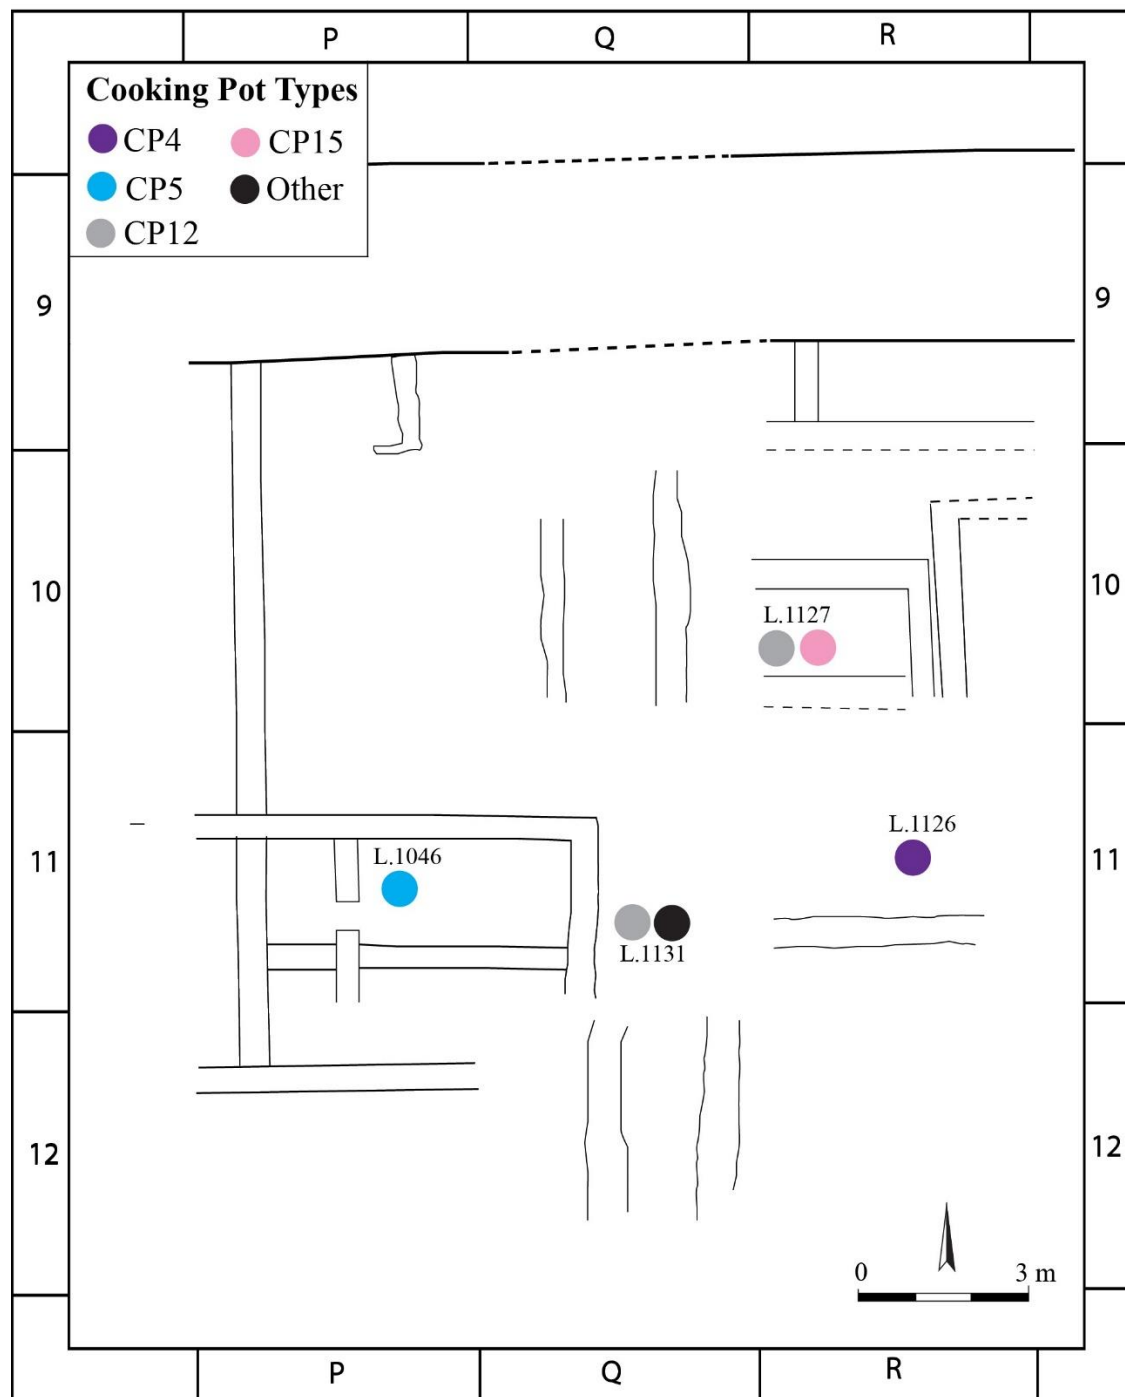 P Q R
Cooking Pot Types
CP4 CP15
CP5 Other
CP12
9 9
10 10
L.1127
L.1126
11 11
L.1046
L.1131
12 12
0 3 m
P Q R